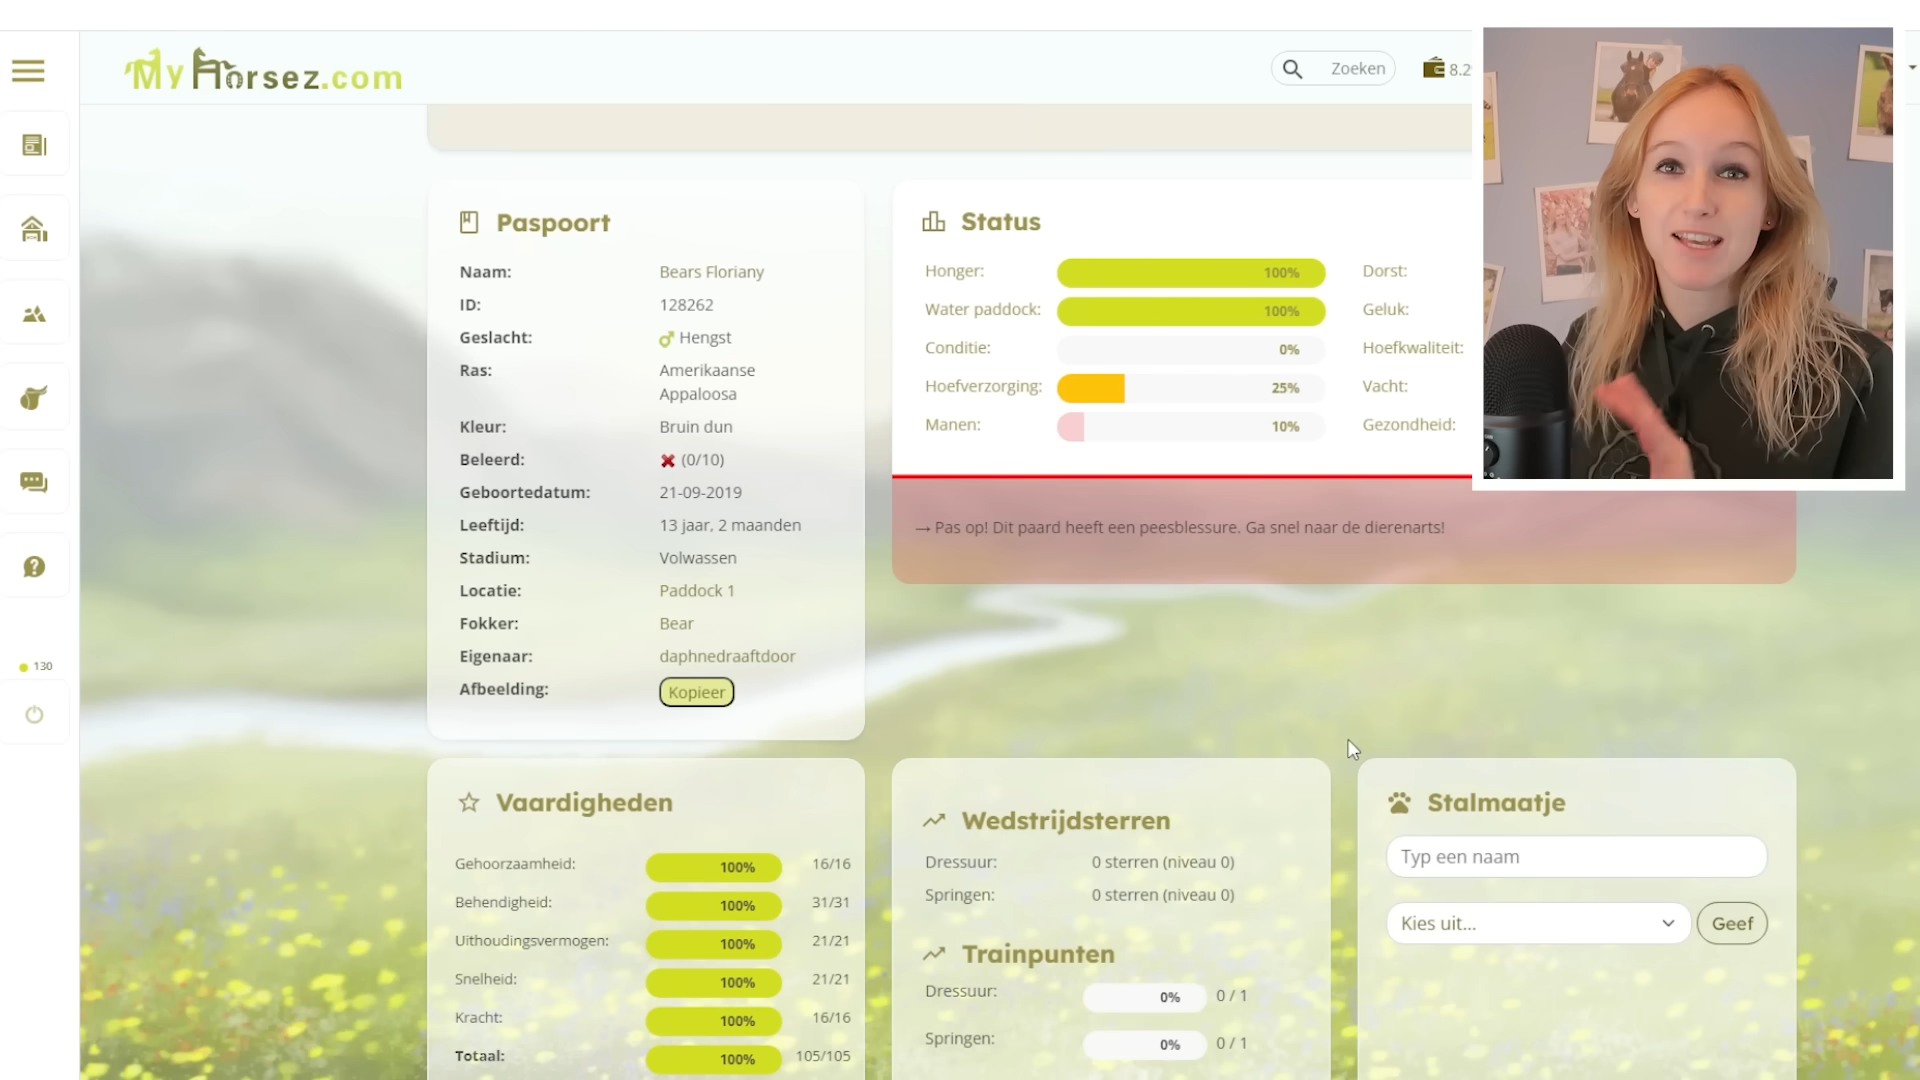 MyHorsez.com
Zoeken
8.2
Paspoort
Naam: Bears Floriany
ID: 128262
Geslacht: Hengst
Ras: Amerikaanse
Appaloosa
Kleur: Bruin dun
Beleerd: (0/10)
Geboortedatum: 21-09-2019
Leeftijd: 13 jaar, 2 maanden
Stadium: Volwassen
Locatie: Paddock 1
Fokker: Bear
Eigenaar: daphnedraaftdoor
Afbeelding: Kopieer
Status
Honger: 100% Dorst:
Water paddock: 100% Geluk:
Conditie: 0% Hoefkwaliteit:
Hoefverzorging: 25% Vacht:
Manen: 10% Gezondheid:
→ Pas op! Dit paard heeft een peesblessure. Ga snel naar de dierenarts!
130
Vaardigheden
Gehoorzaamheid: 100% 16/16
Behendigheid: 100% 31/31
Uithoudingsvermogen: 100% 21/21
Snelheid: 100% 21/21
Kracht: 100% 16/16
Totaal: 100% 105/105
Wedstrijdsterren
Dressuur: 0 sterren (niveau 0)
Springen: 0 sterren (niveau 0)
Trainpunten
Dressuur: 0% 0 / 1
Springen: 0% 0 / 1
Stalmaatje
Typ een naam
Kies uit...
Geef